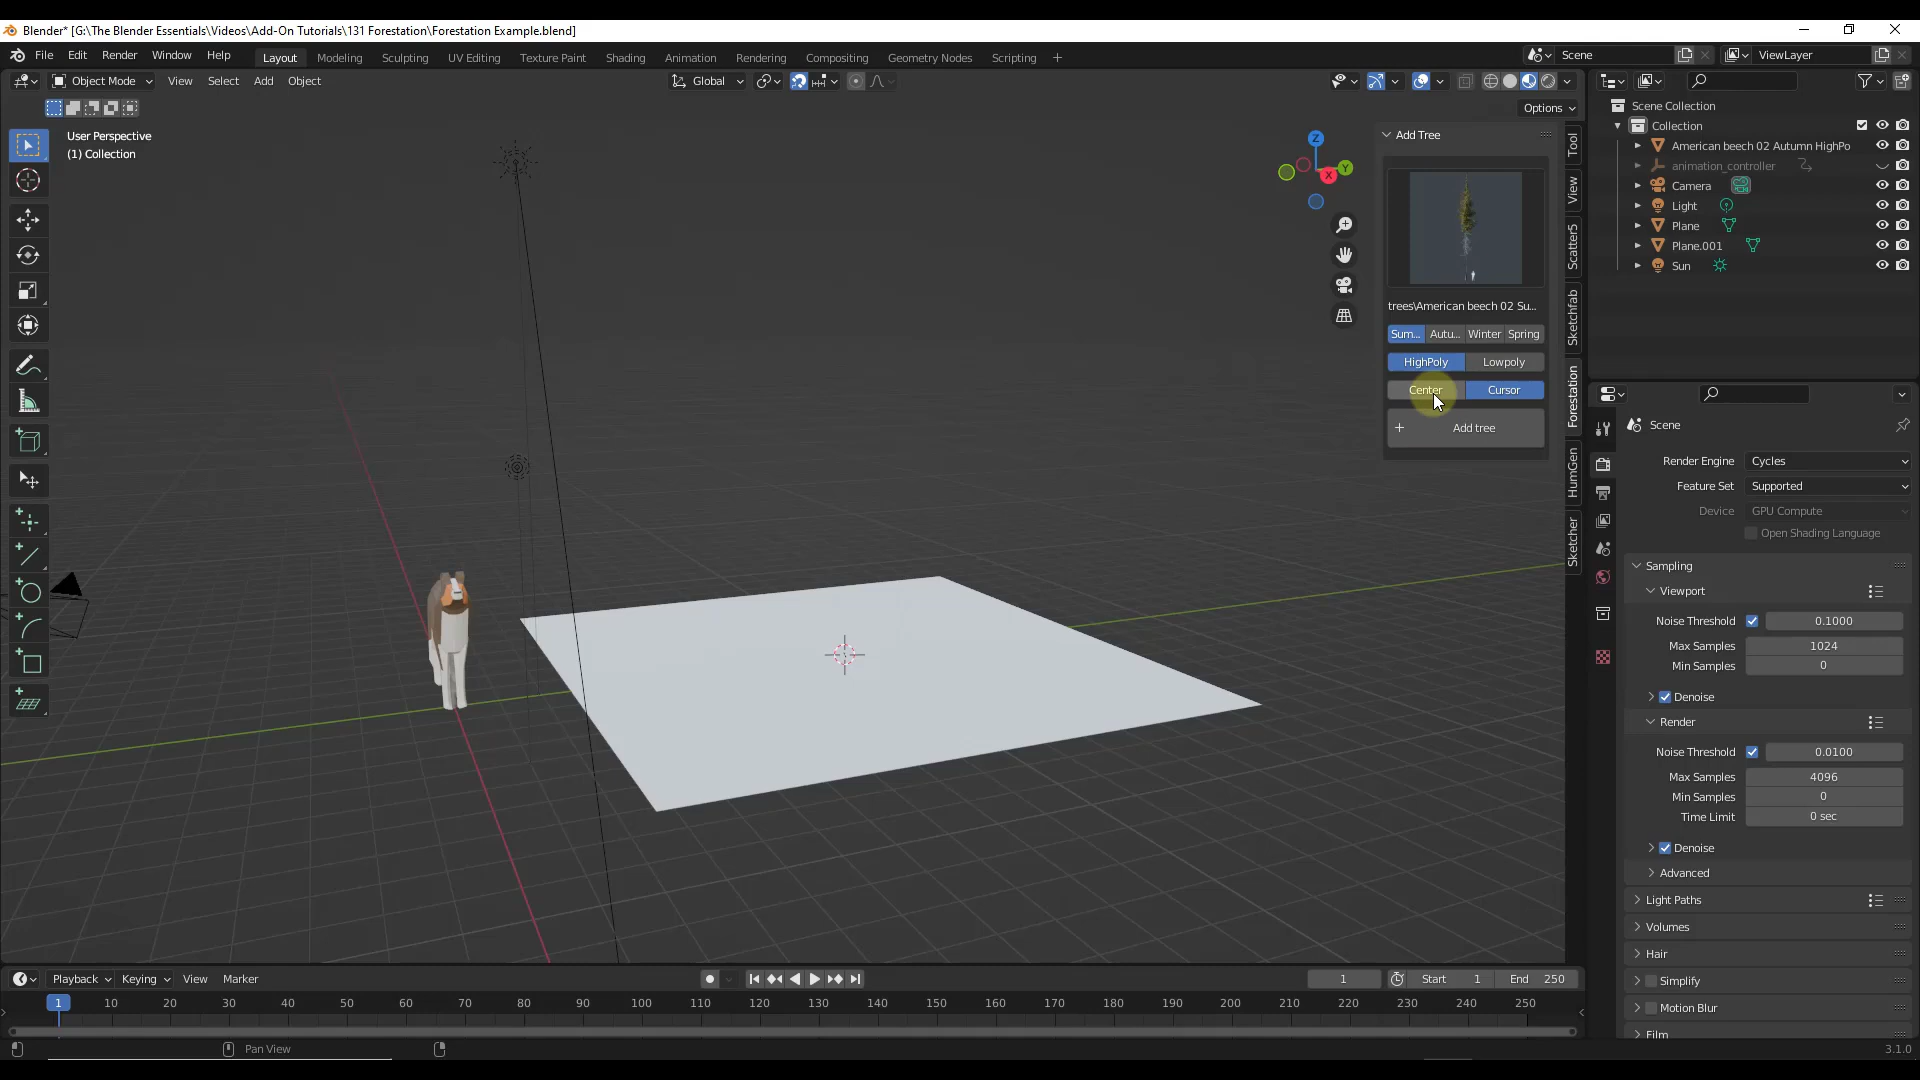 Blender* [G:\The Blender Essentials\Videos\Add-On Tutorials\131 Forestation\Forestation Example.blend]
File Edit Render Window Help Layout Modeling Sculpting UV Editing Texture Paint Shading Animation Rendering Compositing Geometry Nodes Scripting + Scene ViewLayer
Object Mode View Select Add Object Global
Options
User Perspective
(1) Collection
Z
Y
X
Add Tree
trees\American beech 02 Su...
Sum... Autu... Winter Spring
HighPoly Lowpoly
Center Cursor
+ Add tree
Tool
View
Scatter5
Sketchfab
Forestation
HumGen
Sketcher
Scene Collection
Collection
American beech 02 Autumn HighPo
animation_controller
Camera
Light
Plane
Plane.001
Sun
Scene
Render Engine Cycles
Feature Set Supported
Device GPU Compute
Open Shading Language
Sampling
Viewport
Noise Threshold 0.1000
Max Samples 1024
Min Samples 0
Denoise
Render
Noise Threshold 0.0100
Max Samples 4096
Min Samples 0
Time Limit 0 sec
Denoise
Advanced
Light Paths
Volumes
Hair
Simplify
Motion Blur
Film
Playback Keying View Marker 1 Start 1 End 250
1 10 20 30 40 50 60 70 80 90 100 110 120 130 140 150 160 170 180 190 200 210 220 230 240 250
Pan View
3.1.0